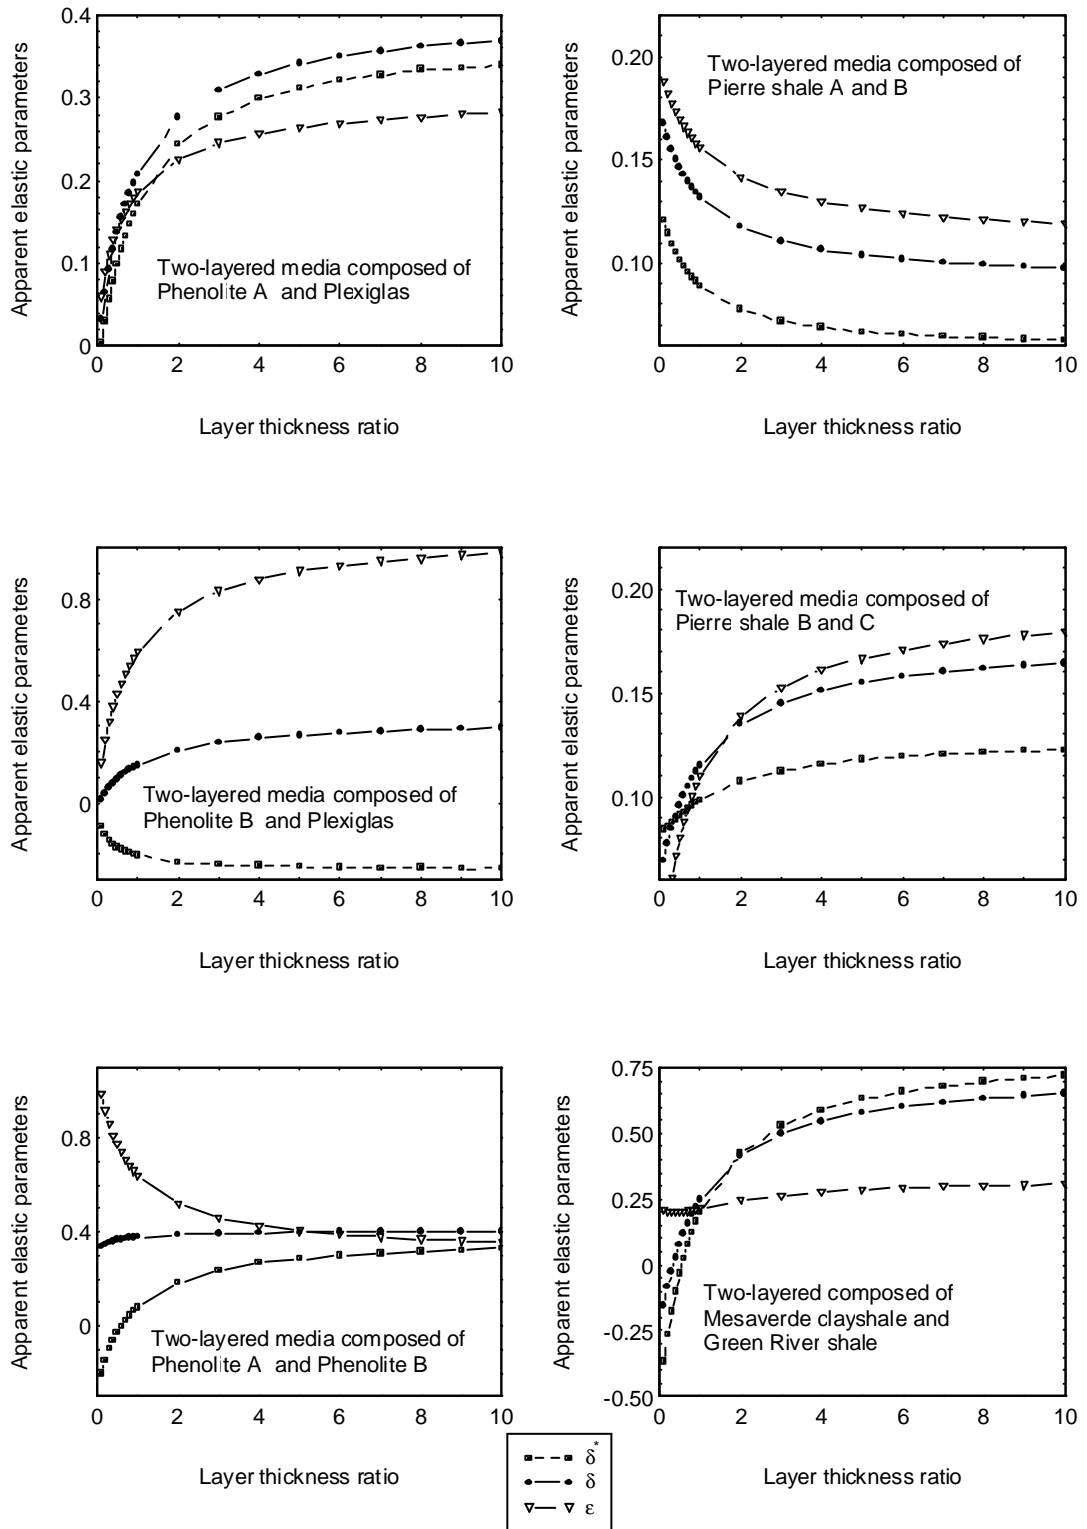 0.4
0.3
0.2
0.1
0
0 2 4 6 8 10
Apparent elastic parameters
Layer thickness ratio
Two-layered media composed of
Phenolite A and Plexiglas
0.20
0.15
0.10
0 2 4 6 8 10
Apparent elastic parameters
Layer thickness ratio
Two-layered media composed of
Pierre shale A and B
0.8
0.4
0
0 2 4 6 8 10
Apparent elastic parameters
Layer thickness ratio
Two-layered media composed of
Phenolite B and Plexiglas
0.20
0.15
0.10
0 2 4 6 8 10
Apparent elastic parameters
Layer thickness ratio
Two-layered media composed of
Pierre shale B and C
0.8
0.4
0
0 2 4 6 8 10
Apparent elastic parameters
Layer thickness ratio
Two-layered media composed of
Phenolite A and Phenolite B
0.75
0.50
0.25
0
-0.25
-0.50
0 2 4 6 8 10
Apparent elastic parameters
Layer thickness ratio
Two-layered composed of
Mesaverde clayshale and
Green River shale
δ*
δ
ε